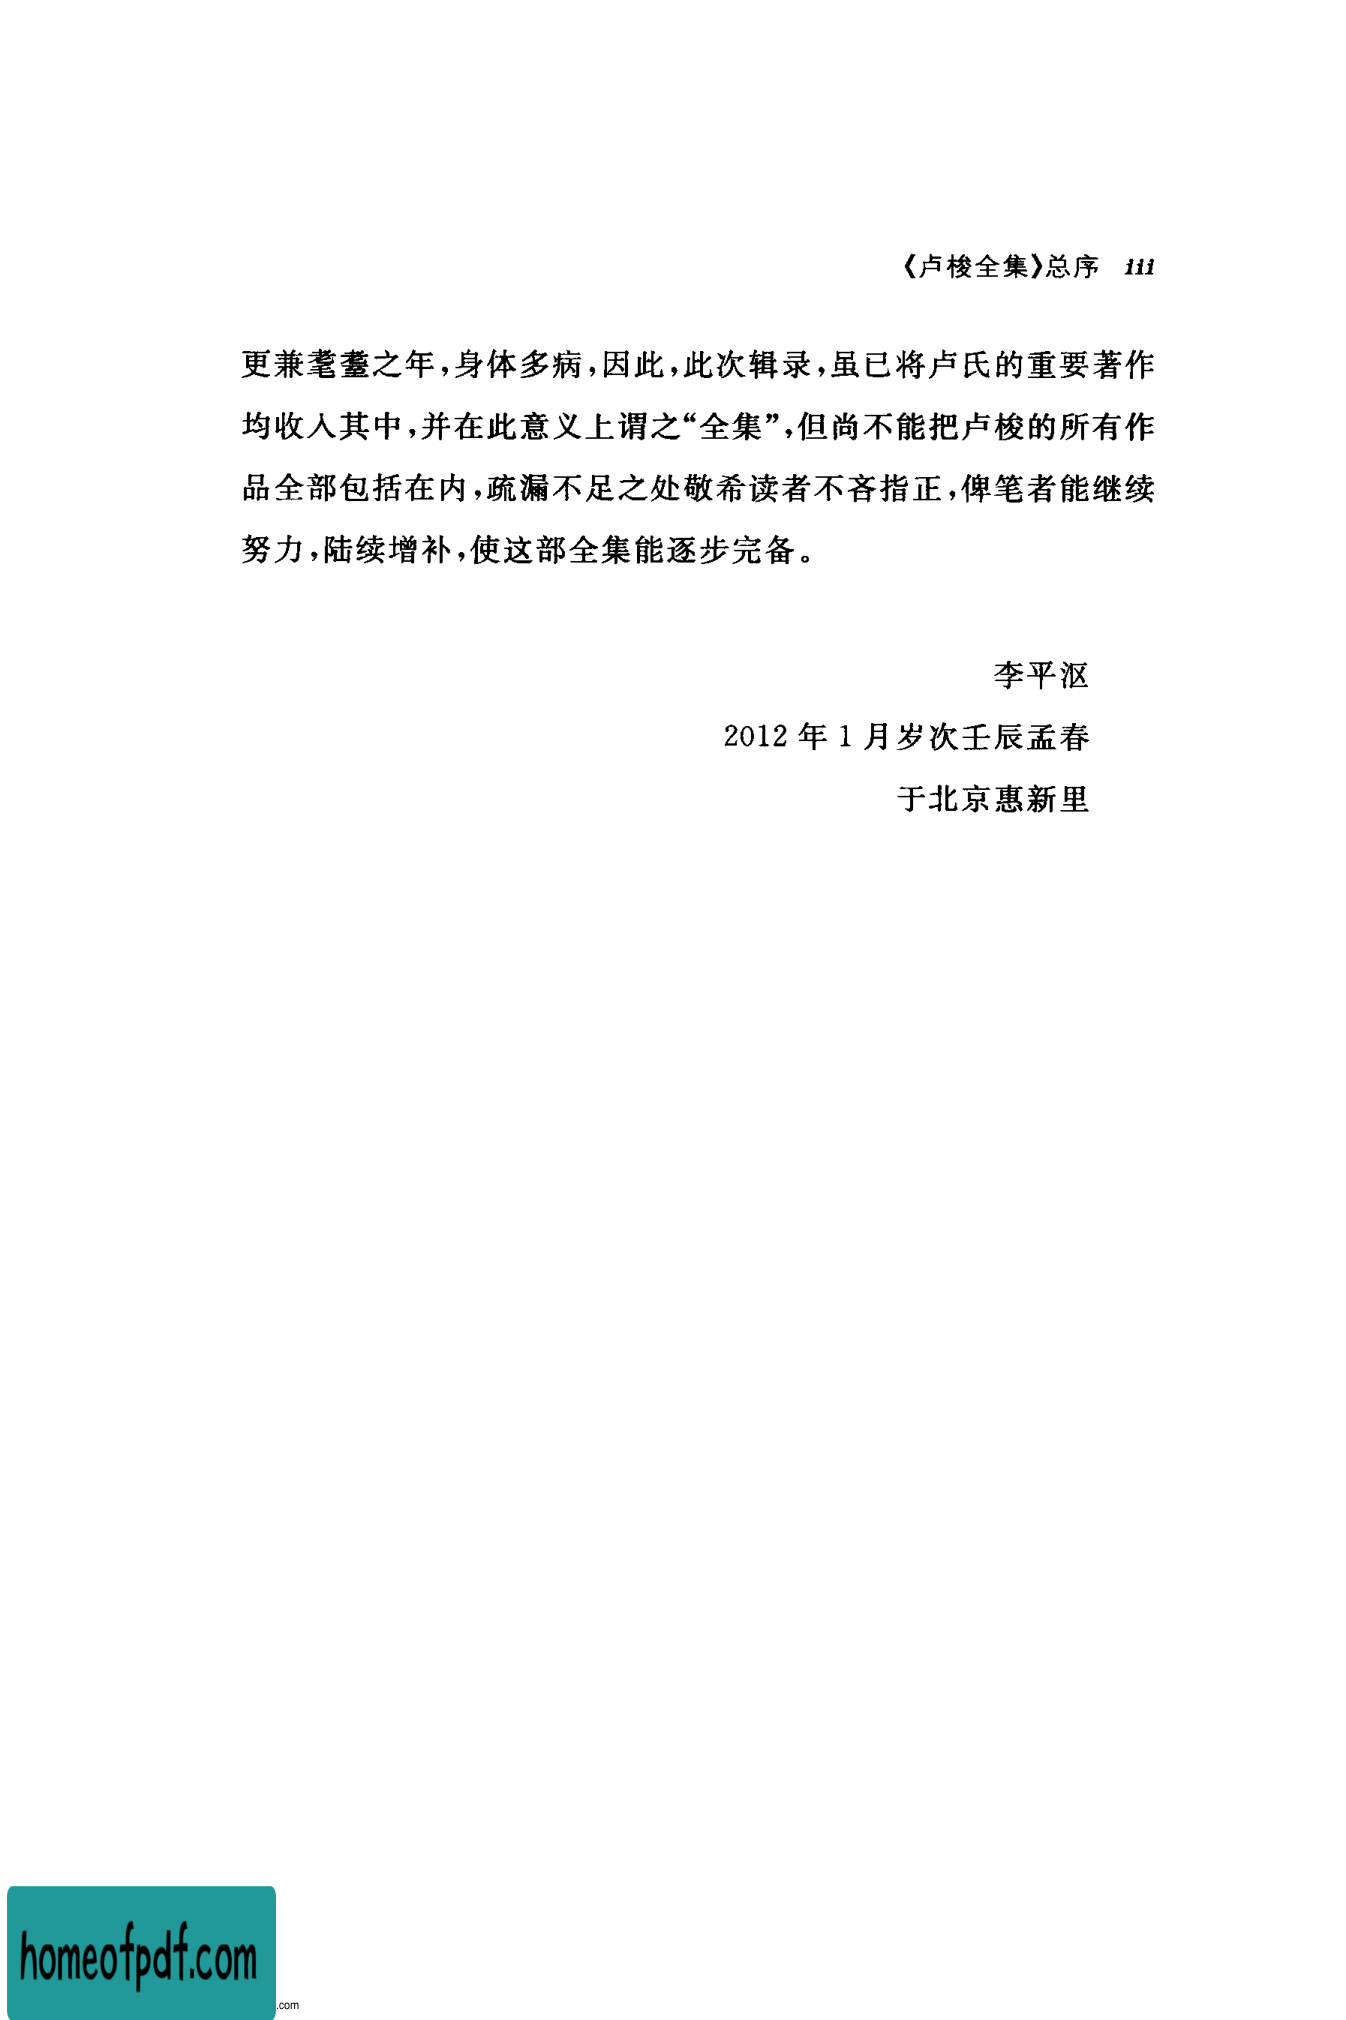 《卢梭全集》总序 iii
更兼耄耋之年,身体多病,因此,此次辑录,虽已将卢氏的重要著作
均收入其中,并在此意义上谓之“全集”,但尚不能把卢梭的所有作
品全部包括在内,疏漏不足之处敬希读者不吝指正,俾笔者能继续
努力,陆续增补,使这部全集能逐步完备。
李平沤
2012 年 1 月岁次壬辰孟春
于北京惠新里
homeofpdf.com
.com